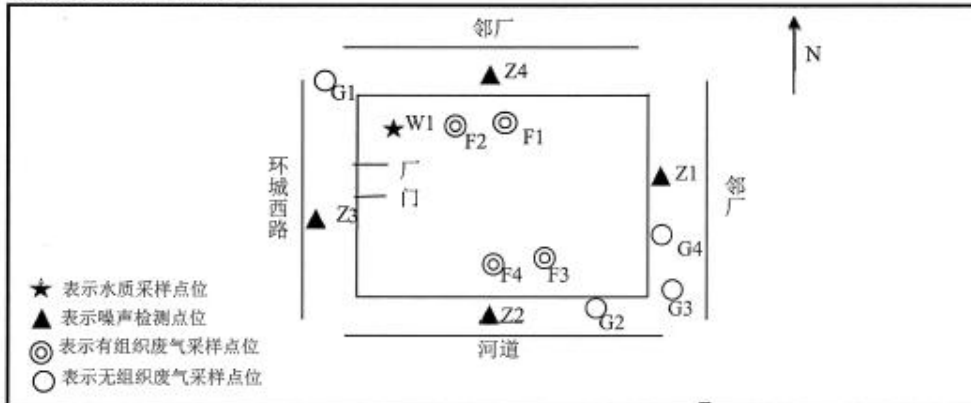 邻厂
N
Z4
G1
W1
F2
F1
厂
门
环城西路
Z3
Z1
邻厂
G4
F4
F3
G3
G2
Z2
河道
★ 表示水质采样点位
▲ 表示噪声检测点位
◎ 表示有组织废气采样点位
○ 表示无组织废气采样点位